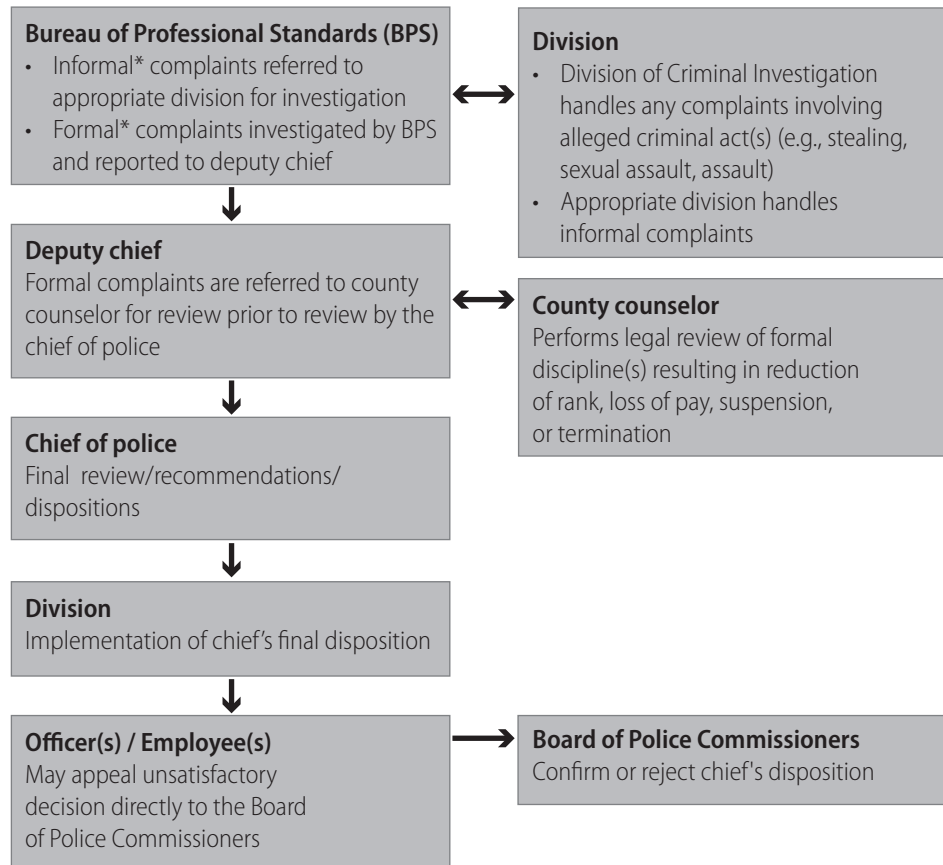 Bureau of Professional Standards (BPS)
• Informal* complaints referred to
appropriate division for investigation
• Formal* complaints investigated by BPS
and reported to deputy chief
Division
• Division of Criminal Investigation
handles any complaints involving
alleged criminal act(s) (e.g., stealing,
sexual assault, assault)
• Appropriate division handles
informal complaints
Deputy chief
Formal complaints are referred to county
counselor for review prior to review by the
chief of police
County counselor
Performs legal review of formal
discipline(s) resulting in reduction
of rank, loss of pay, suspension,
or termination
Chief of police
Final review/recommendations/
dispositions
Division
Implementation of chief's final disposition
Officer(s) / Employee(s)
May appeal unsatisfactory
decision directly to the Board
of Police Commissioners
Board of Police Commissioners
Confirm or reject chief's disposition